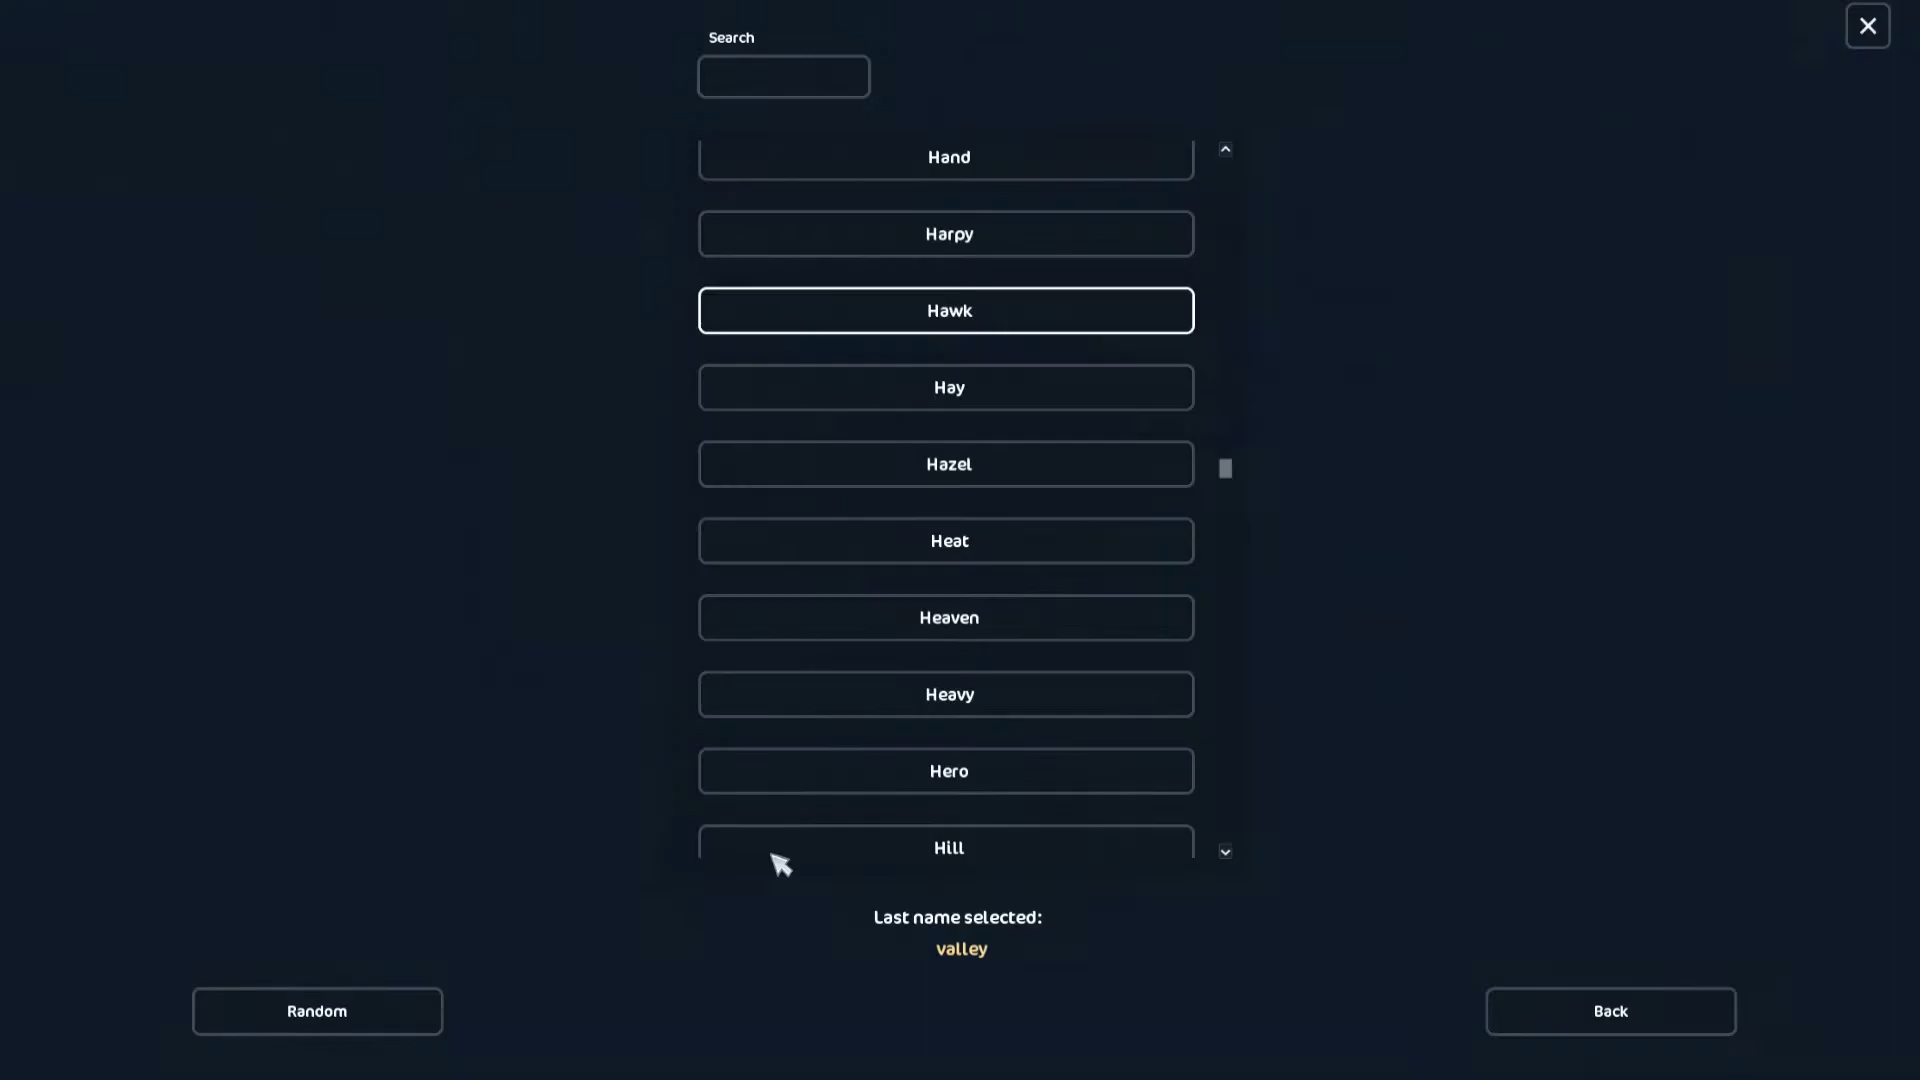 Search
Hand
Harpy
Hawk
Hay
Hazel
Heat
Heaven
Heavy
Hero
Hill
Last name selected:
valley
Random
Back